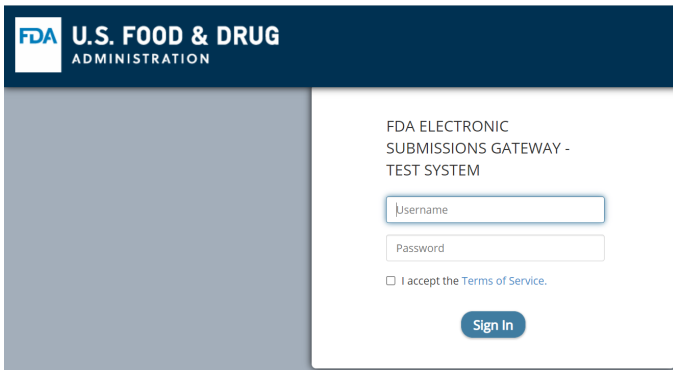 FDA U.S. FOOD & DRUG
ADMINISTRATION
FDA ELECTRONIC
SUBMISSIONS GATEWAY -
TEST SYSTEM
Username
Password
I accept the Terms of Service.
Sign In